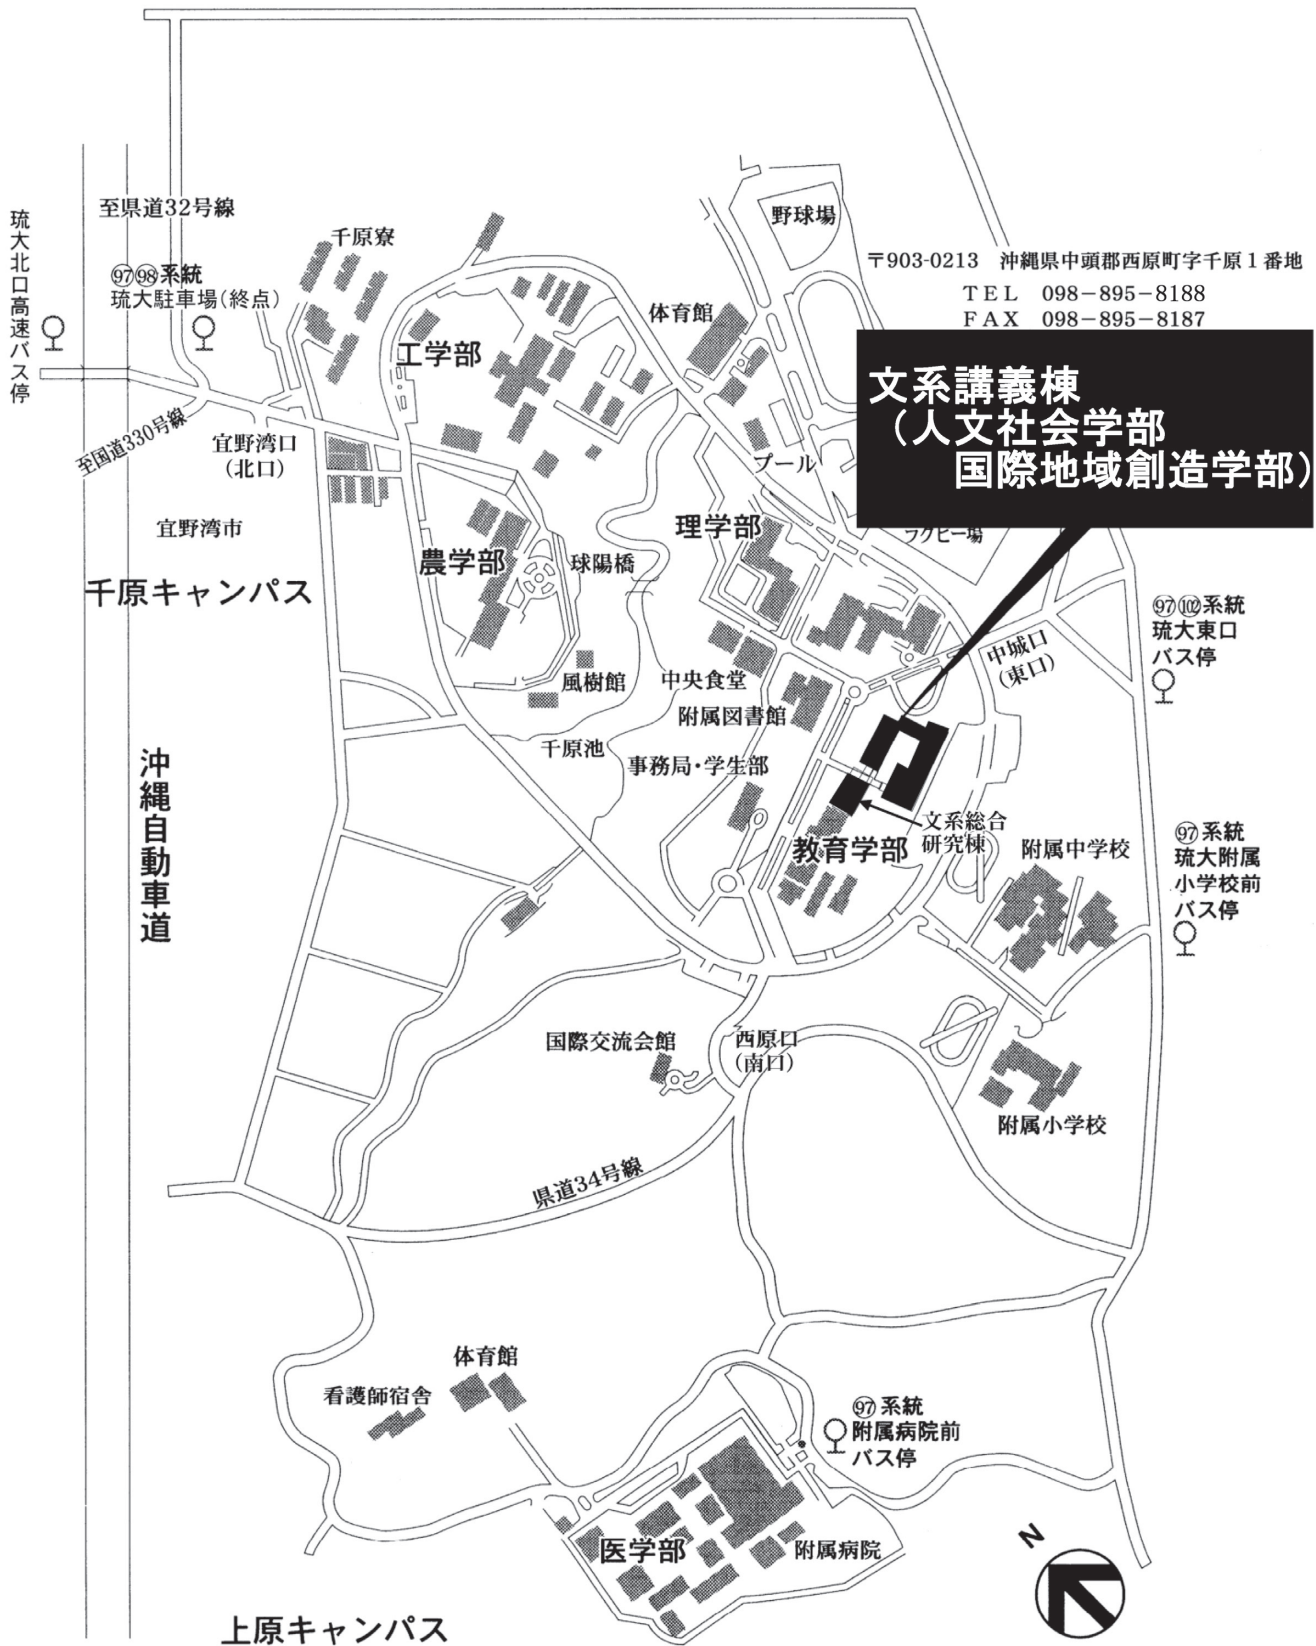 至県道32号線
琉大北口高速バス停
㊗㊘系統
琉大駐車場(終点)
千原寮
野球場
〒903-0213 沖縄県中頭郡西原町字千原1番地
TEL 098-895-8188
FAX 098-895-8187
体育館
工学部
文系講義棟
(人文社会学部
国際地域創造学部)
至国道330号線
宜野湾口
(北口)
プール
宜野湾市
理学部
ラグビー場
農学部
球陽橋
千原キャンパス
97 102系統
琉大東口
バス停
中城口
(東口)
風樹館
中央食堂
附属図書館
千原池
事務局・学生部
沖縄自動車道
文系総合
研究棟
教育学部
附属中学校
97系統
琉大附属
小学校前
バス停
国際交流会館
西原口
(南口)
附属小学校
県道34号線
体育館
看護師宿舎
97系統
附属病院前
バス停
医学部
附属病院
N
上原キャンパス